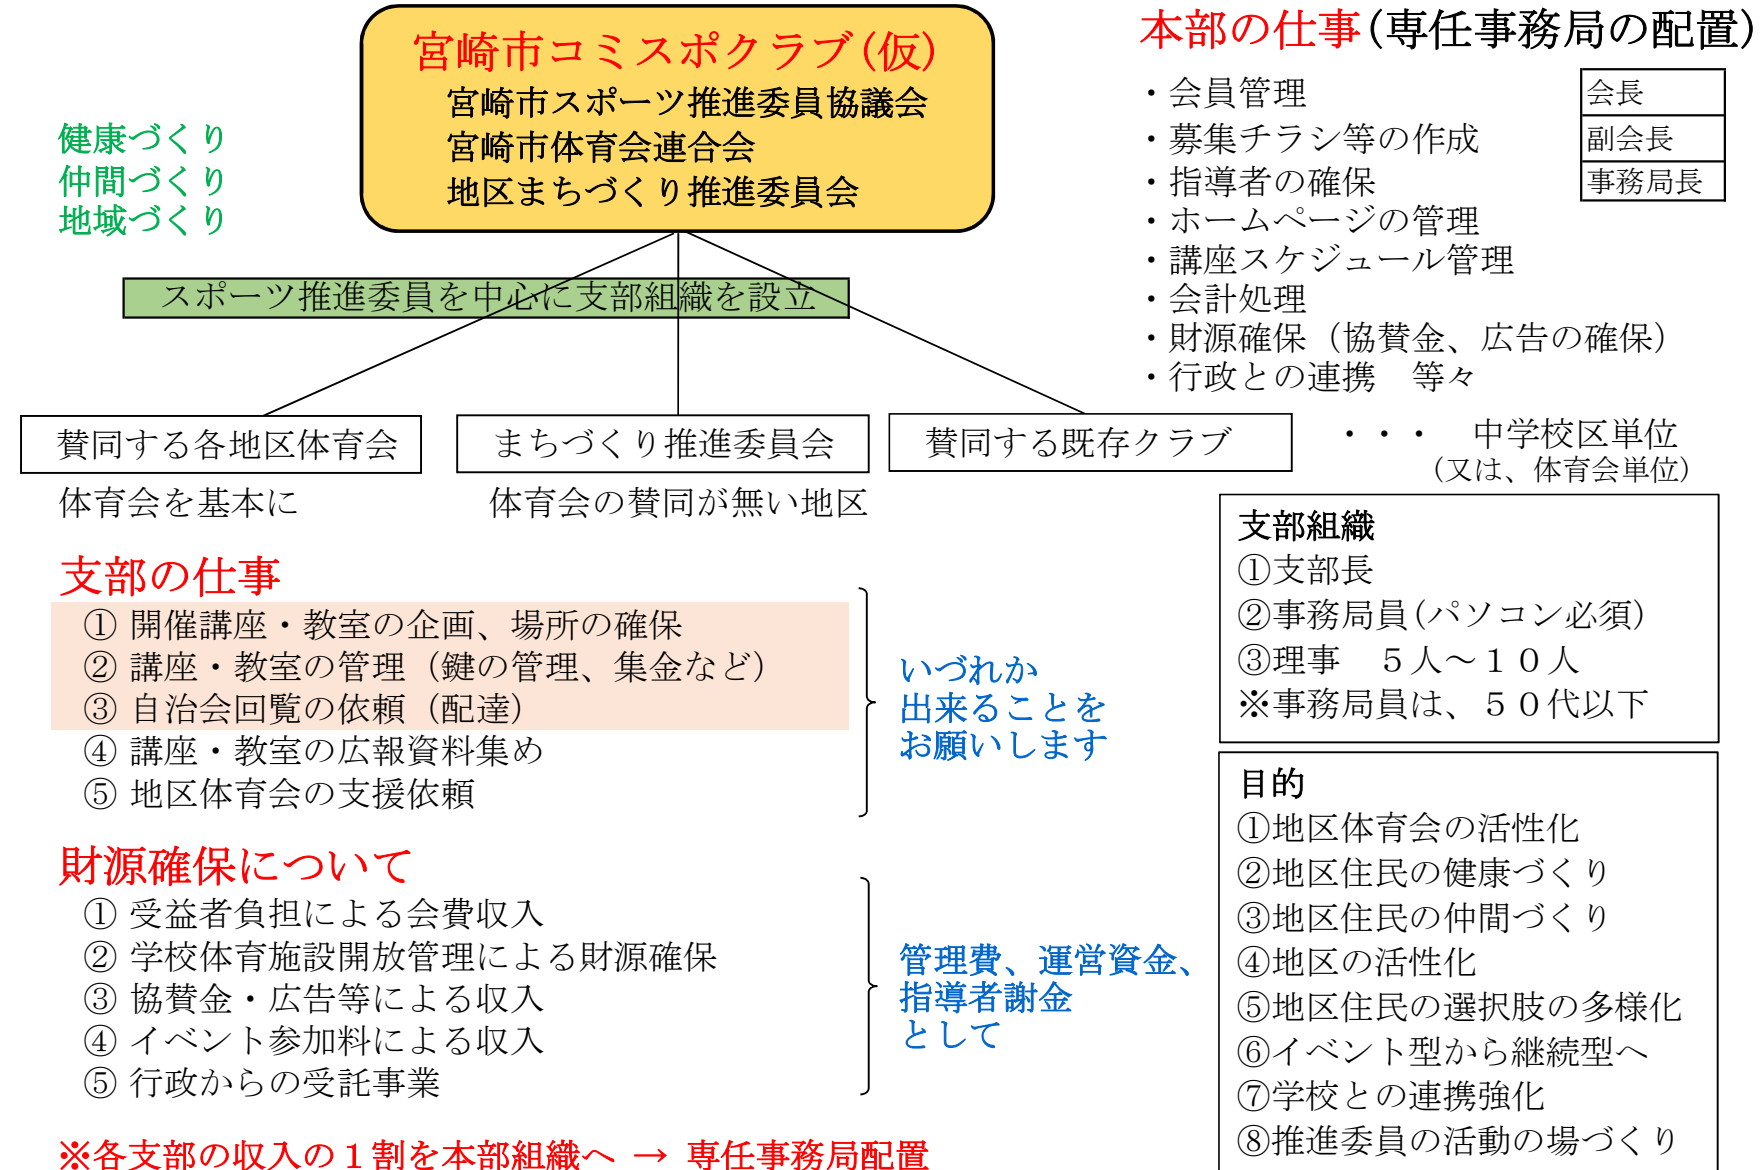 宮崎市コミスポクラブ(仮)
宮崎市スポーツ推進委員協議会
宮崎市体育会連合会
地区まちづくり推進委員会
健康づくり
仲間づくり
地域づくり
スポーツ推進委員を中心に支部組織を設立
本部の仕事(専任事務局の配置)
・会員管理
・募集チラシ等の作成
・指導者の確保
・ホームページの管理
・講座スケジュール管理
・会計処理
・財源確保（協賛金、広告の確保）
・行政との連携　等々
会長
副会長
事務局長
賛同する各地区体育会
まちづくり推進委員会
賛同する既存クラブ
・・・　中学校区単位
（又は、体育会単位）
体育会を基本に
体育会の賛同が無い地区
支部の仕事
① 開催講座・教室の企画、場所の確保
② 講座・教室の管理（鍵の管理、集金など）
③ 自治会回覧の依頼（配達）
④ 講座・教室の広報資料集め
⑤ 地区体育会の支援依頼
いづれか
出来ることを
お願いします
支部組織
①支部長
②事務局員(パソコン必須)
③理事　５人～１０人
※事務局員は、５０代以下
財源確保について
① 受益者負担による会費収入
② 学校体育施設開放管理による財源確保
③ 協賛金・広告等による収入
④ イベント参加料による収入
⑤ 行政からの受託事業
管理費、運営資金、
指導者謝金
として
目的
①地区体育会の活性化
②地区住民の健康づくり
③地区住民の仲間づくり
④地区の活性化
⑤地区住民の選択肢の多様化
⑥イベント型から継続型へ
⑦学校との連携強化
⑧推進委員の活動の場づくり
※各支部の収入の１割を本部組織へ → 専任事務局配置